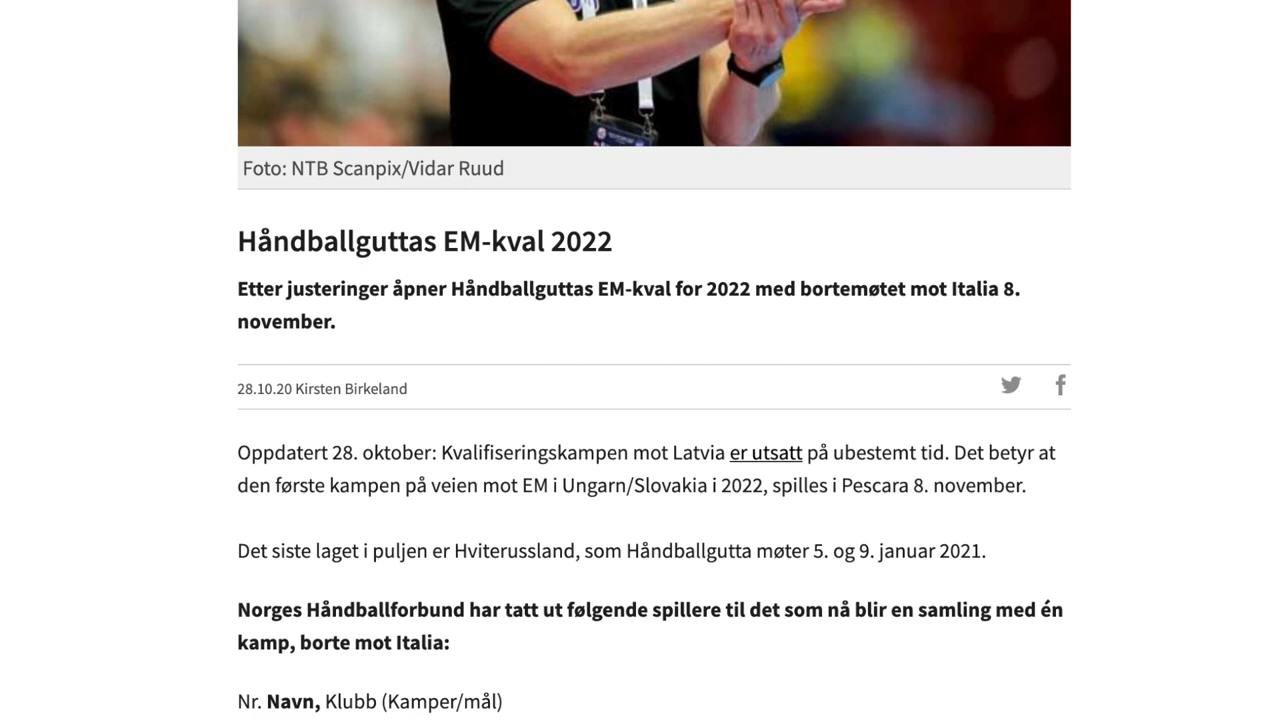 Foto: NTB Scanpix/Vidar Ruud
Håndballguttas EM-kval 2022
Etter justeringer åpner Håndballguttas EM-kval for 2022 med bortemøtet mot Italia 8.
november.
28.10.20 Kirsten Birkeland
Oppdatert 28. oktober: Kvalifiseringskampen mot Latvia er utsatt på ubestemt tid. Det betyr at
den første kampen på veien mot EM i Ungarn/Slovakia i 2022, spilles i Pescara 8. november.
Det siste laget i puljen er Hviterussland, som Håndballgutta møter 5. og 9. januar 2021.
Norges Håndballforbund har tatt ut følgende spillere til det som nå blir en samling med én
kamp, borte mot Italia:
Nr. Navn, Klubb (Kamper/mål)